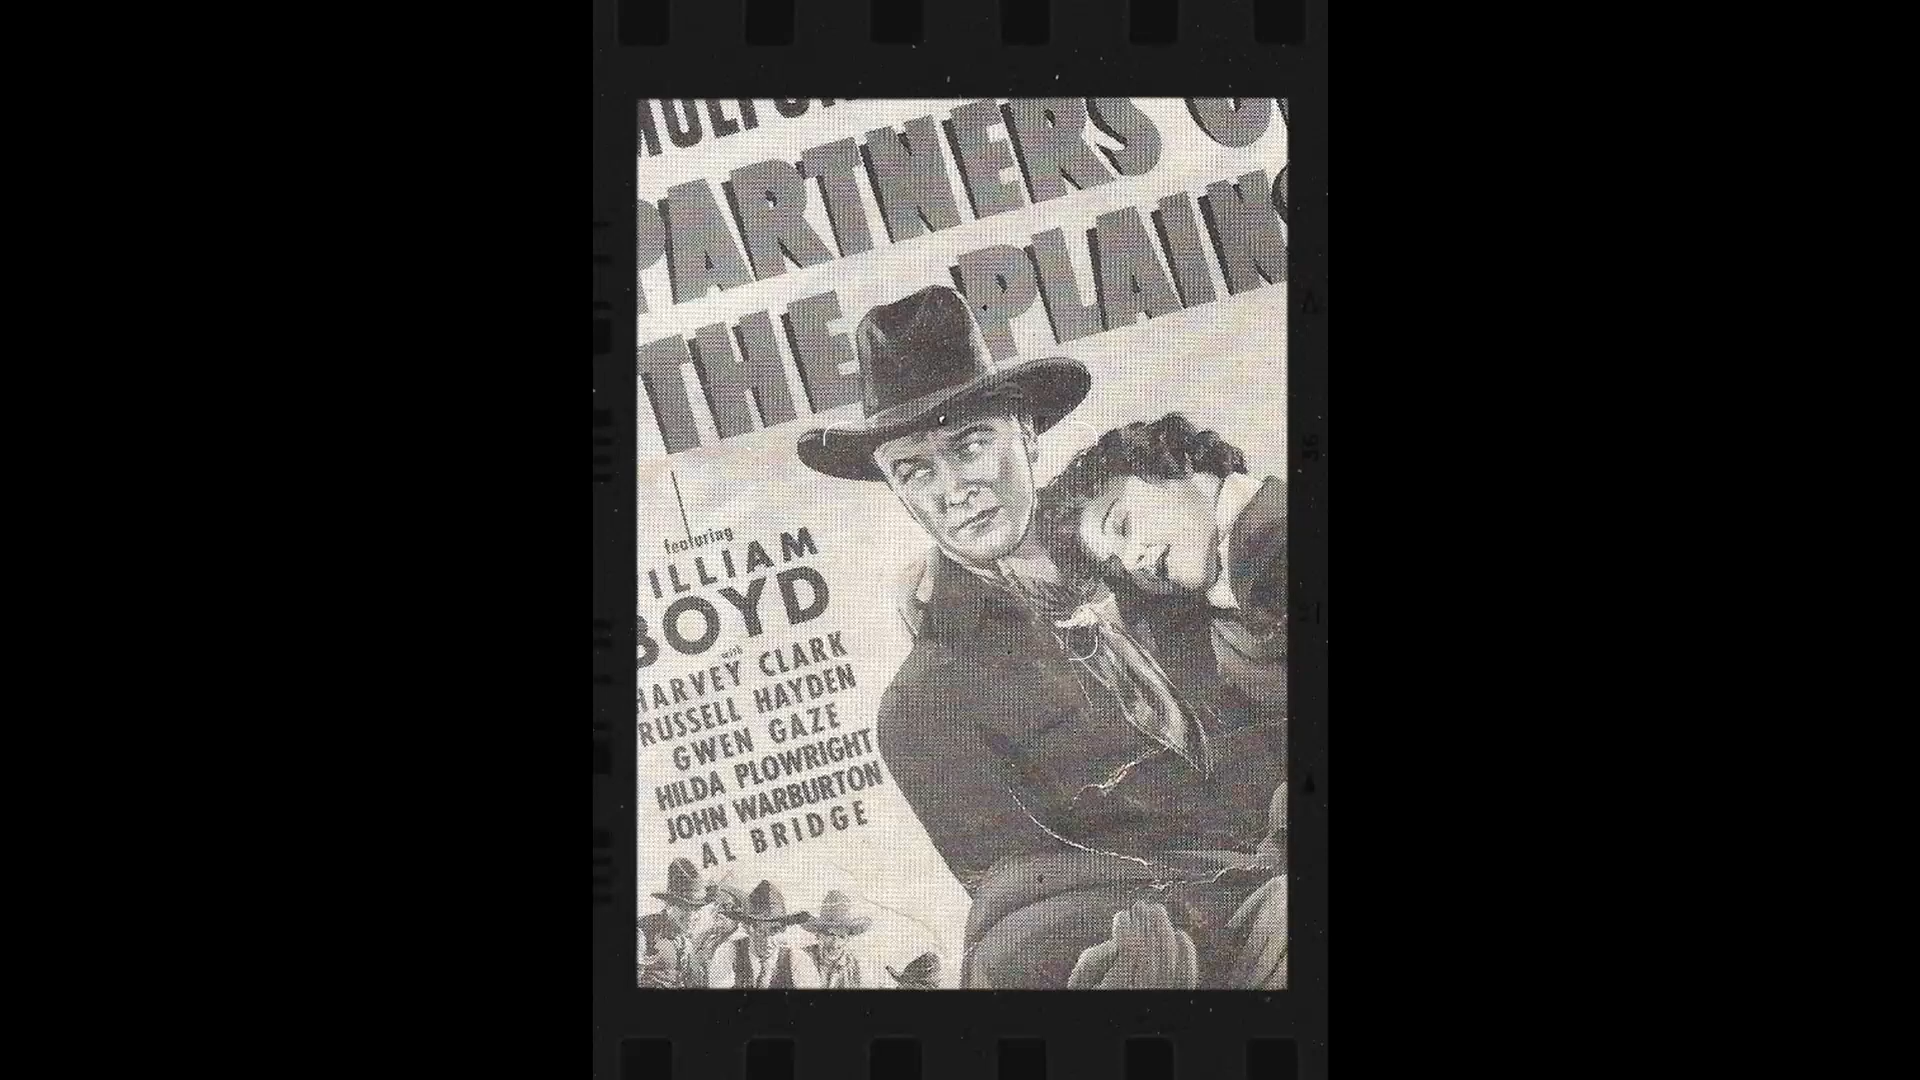 PARTNERS O
THE PLAINS
featuring
ILLIAM
BOYD
with
HARVEY CLARK
RUSSELL HAYDEN
GWEN GAZE
HILDA PLOWRIGHT
JOHN WARBURTON
AL BRIDGE
36